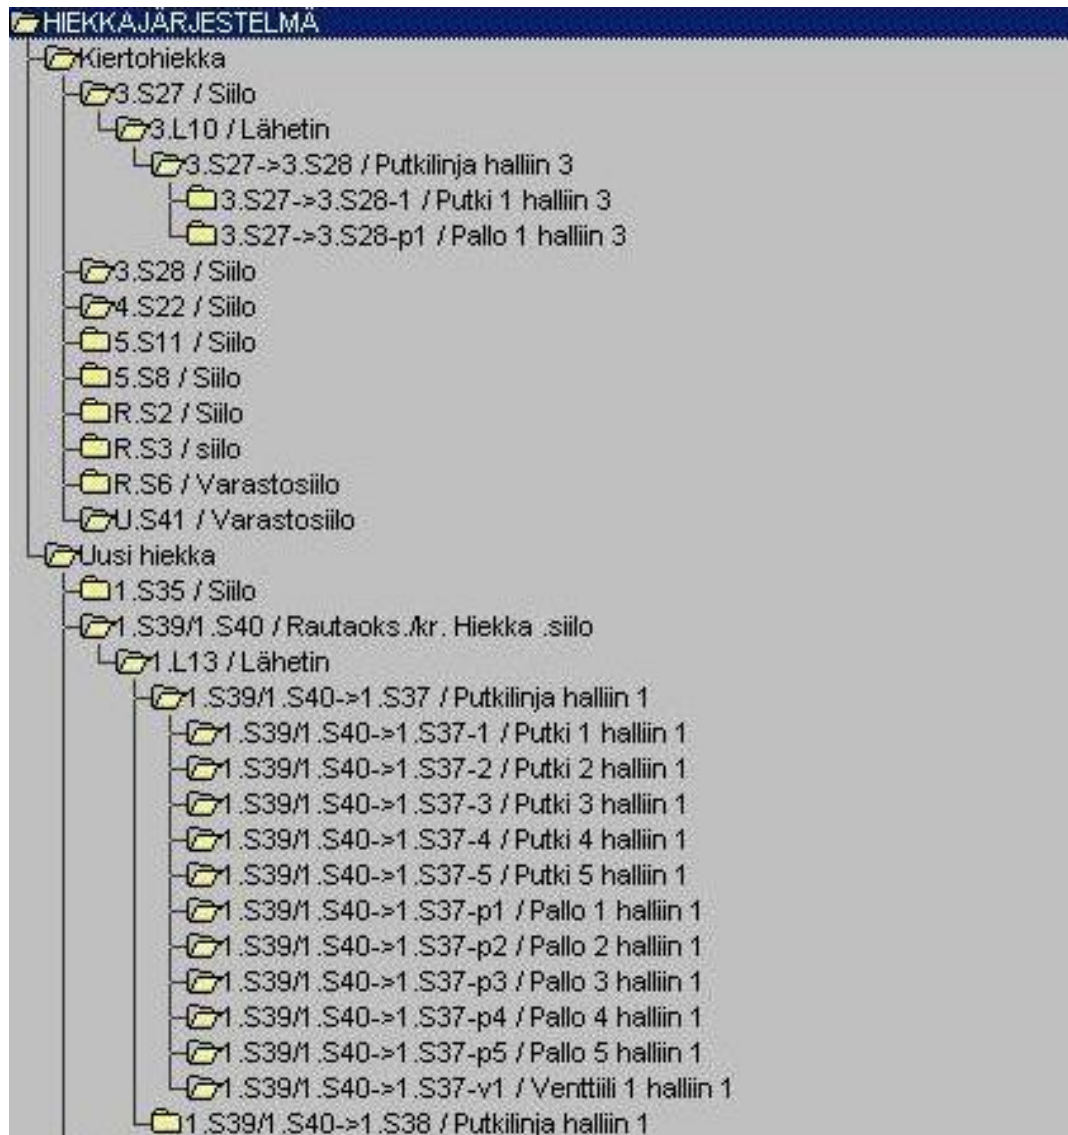 HIEKKAJÄRJESTELMÄ
Kiertohiekka
3.S27 / Siilo
3.L10 / Lähetin
3.S27->3.S28 / Putkilinja halliin 3
3.S27->3.S28-1 / Putki 1 halliin 3
3.S27->3.S28-p1 / Pallo 1 halliin 3
3.S28 / Siilo
4.S22 / Siilo
5.S11 / Siilo
5.S8 / Siilo
R.S2 / Siilo
R.S3 / siilo
R.S6 / Varastosiilo
U.S41 / Varastosiilo
Uusi hiekka
1.S35 / Siilo
1.S39/1.S40 / Rautaoks./kr. Hiekka .siilo
1.L13 / Lähetin
1.S39/1.S40->1.S37 / Putkilinja halliin 1
1.S39/1.S40->1.S37-1 / Putki 1 halliin 1
1.S39/1.S40->1.S37-2 / Putki 2 halliin 1
1.S39/1.S40->1.S37-3 / Putki 3 halliin 1
1.S39/1.S40->1.S37-4 / Putki 4 halliin 1
1.S39/1.S40->1.S37-5 / Putki 5 halliin 1
1.S39/1.S40->1.S37-p1 / Pallo 1 halliin 1
1.S39/1.S40->1.S37-p2 / Pallo 2 halliin 1
1.S39/1.S40->1.S37-p3 / Pallo 3 halliin 1
1.S39/1.S40->1.S37-p4 / Pallo 4 halliin 1
1.S39/1.S40->1.S37-p5 / Pallo 5 halliin 1
1.S39/1.S40->1.S37-v1 / Venttiili 1 halliin 1
1.S39/1.S40->1.S38 / Putkilinja halliin 1